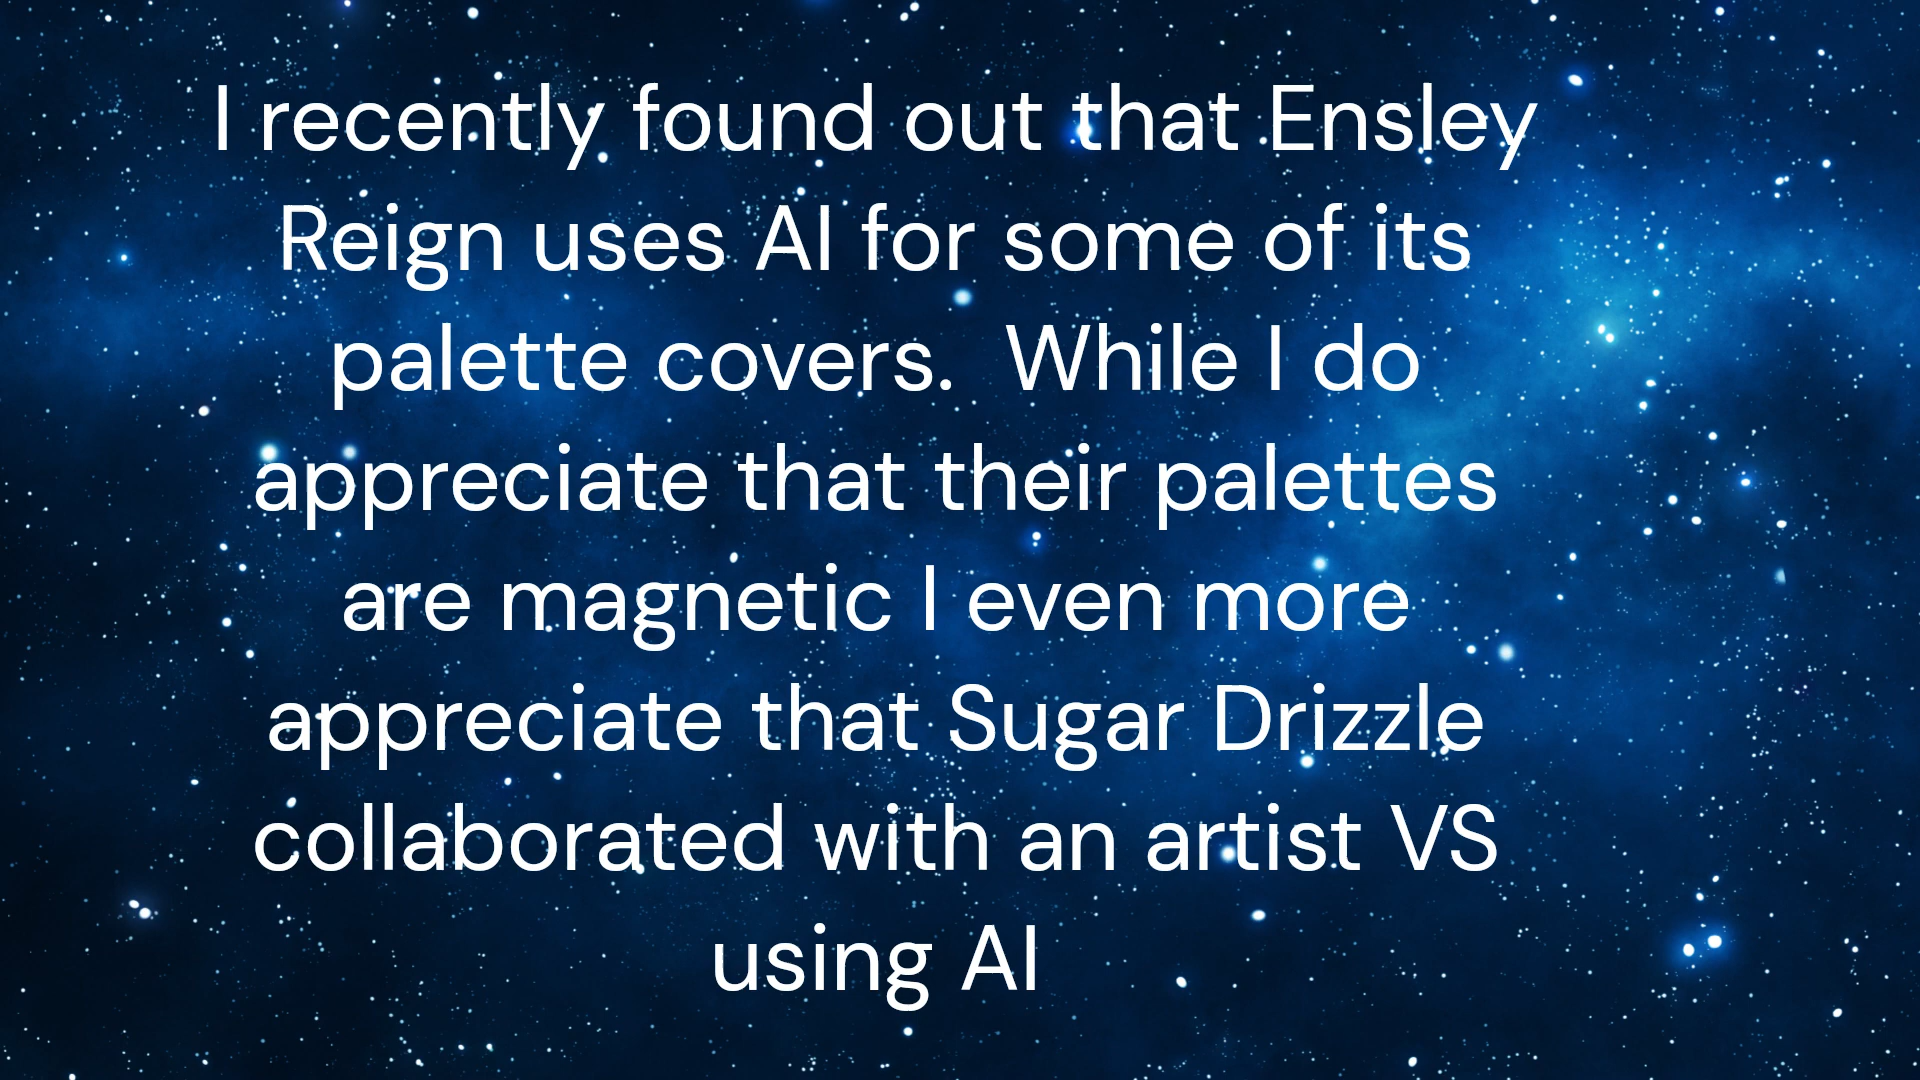 I recently found out that Ensley
Reign uses AI for some of its
palette covers.  While I do
appreciate that their palettes
are magnetic I even more
appreciate that Sugar Drizzle
collaborated with an artist VS
using AI